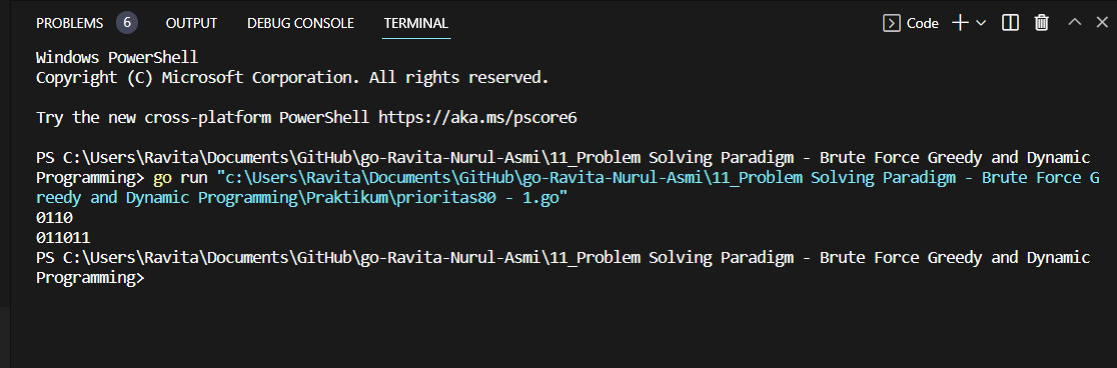 PROBLEMS 6 OUTPUT DEBUG CONSOLE TERMINAL Code
Windows PowerShell
Copyright (C) Microsoft Corporation. All rights reserved.
Try the new cross-platform PowerShell https://aka.ms/pscore6
PS C:\Users\Ravita\Documents\GitHub\go-Ravita-Nurul-Asmi\11_Problem Solving Paradigm - Brute Force Greedy and Dynamic
Programming> go run "c:\Users\Ravita\Documents\GitHub\go-Ravita-Nurul-Asmi\11_Problem Solving Paradigm - Brute Force G
reedy and Dynamic Programming\Praktikum\prioritas80 - 1.go"
0110
011011
PS C:\Users\Ravita\Documents\GitHub\go-Ravita-Nurul-Asmi\11_Problem Solving Paradigm - Brute Force Greedy and Dynamic
Programming>